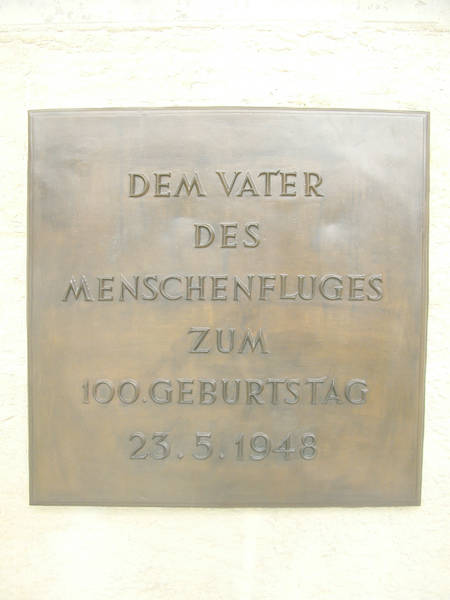 DEM VATER
DES
MENSCHENFLUGES
ZUM
100. GEBURTSTAG
23.5.1948